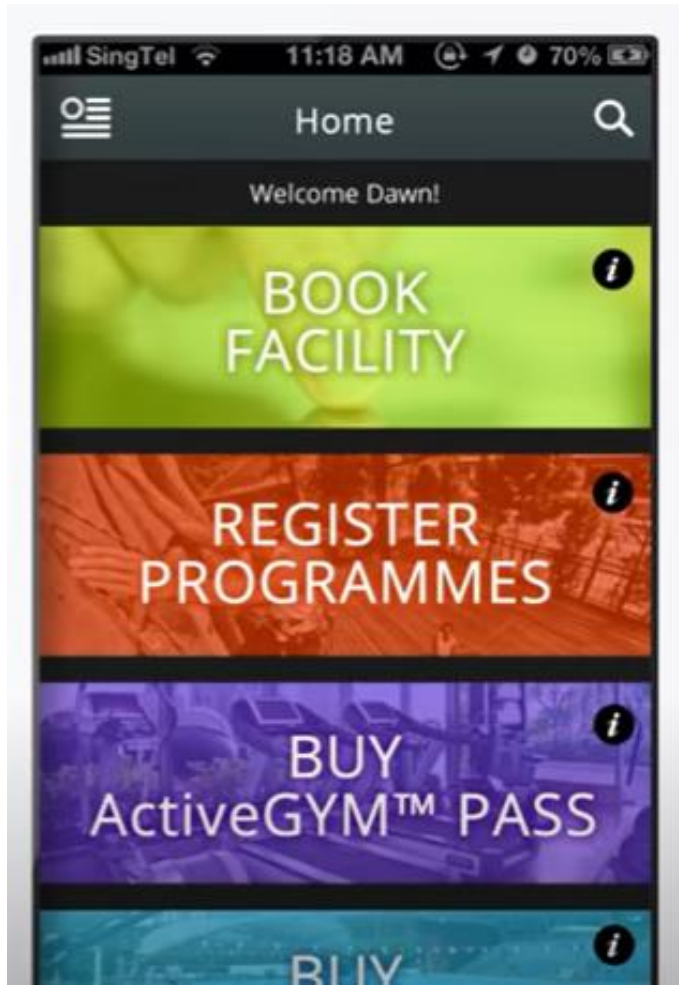 SingTel 11:18 AM 70%
Home
Welcome Dawn!
BOOK
FACILITY
i
REGISTER
PROGRAMMES
i
BUY
ActiveGYM™ PASS
i
BUY
i